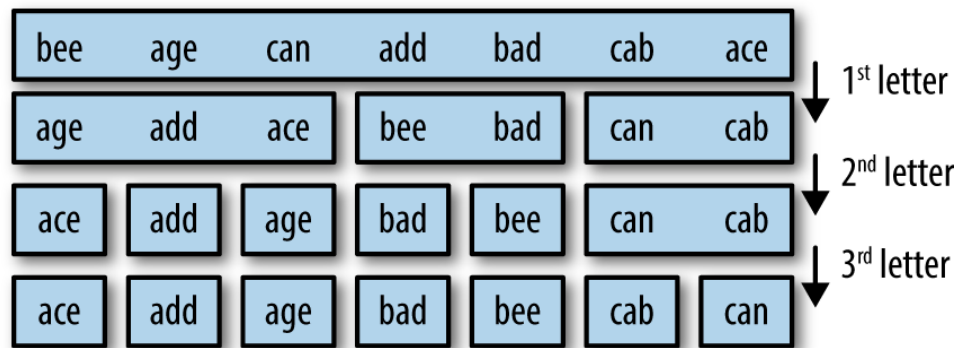 bee age can add bad cab ace
1st letter
age add ace bee bad can cab
2nd letter
ace add age bad bee can cab
3rd letter
ace add age bad bee cab can